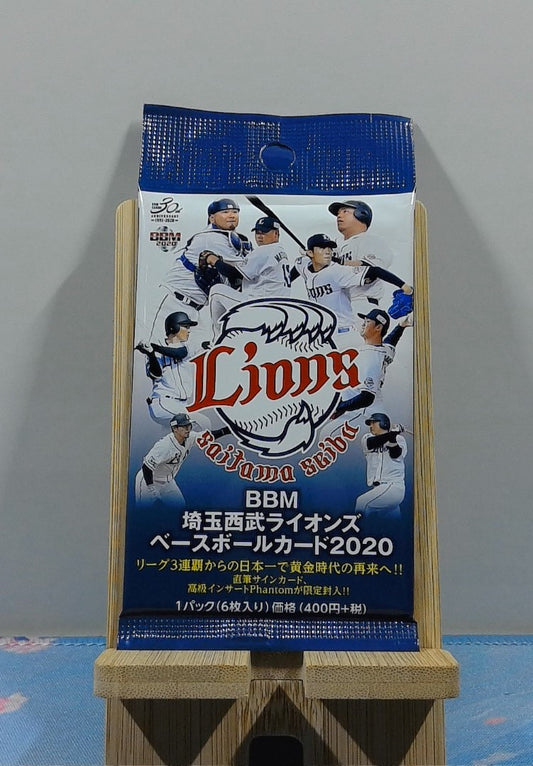 30th
ANNIVERSARY
1991-2020
BBM
2020
Lions
Saitama Seibu
BBM
埼玉西武ライオンズ
ベースボールカード2020
リーグ3連覇からの日本一で黄金時代の再来へ!!
直筆サインカード、
高級インサートPhantomが限定封入!!
1パック(6枚入り)価格(400円+税)